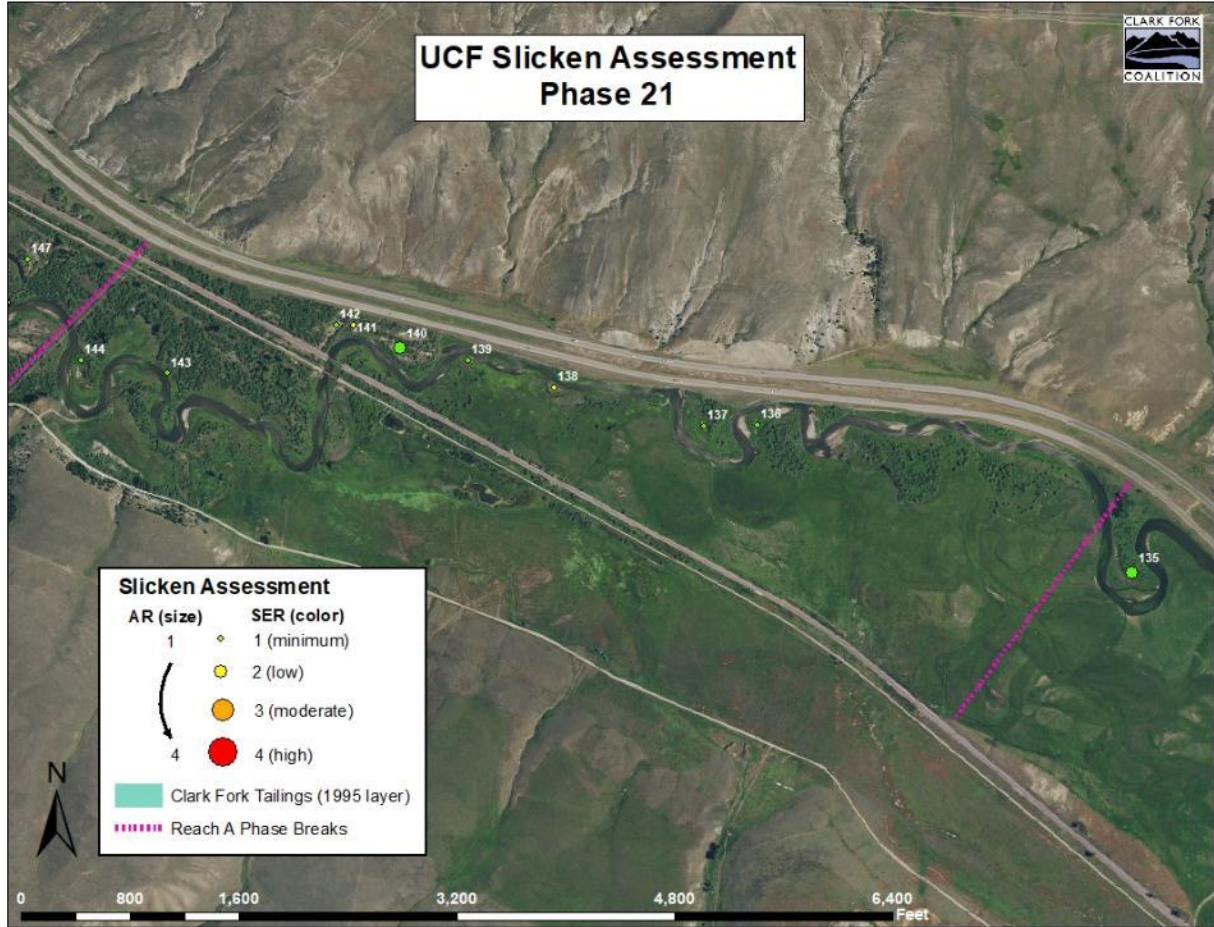 UCF Slicken Assessment
Phase 21
CLARK FORK
COALITION
147
144
143
142
141
140
139
138
137
136
135
Slicken Assessment
AR (size) SER (color)
1 1 (minimum)
2 (low)
3 (moderate)
4 4 (high)
Clark Fork Tailings (1995 layer)
Reach A Phase Breaks
N
0 800 1,600 3,200 4,800 6,400
Feet